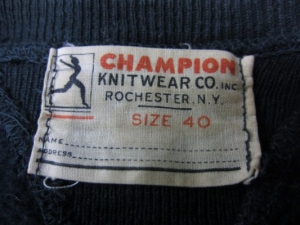 CHAMPION
KNITWEAR CO. INC.
ROCHESTER, N.Y.
SIZE 40
NAME
ADDRESS